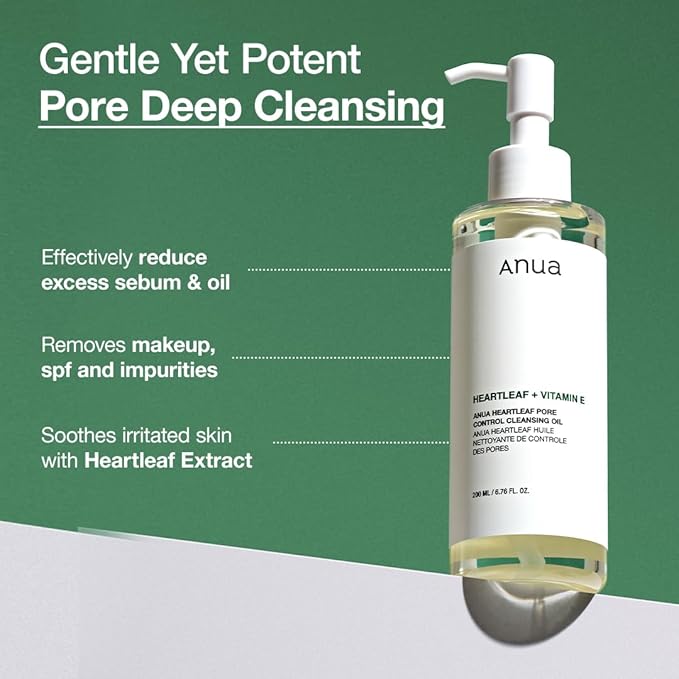 Gentle Yet Potent
Pore Deep Cleansing
Effectively reduce
excess sebum & oil
Removes makeup,
spf and impurities
Soothes irritated skin
with Heartleaf Extract
Anua
HEARTLEAF + VITAMIN E
ANUA HEARTLEAF PORE
CONTROL CLEANSING OIL
ANUA HEARTLEAF HUILE
NETTOYANTE DE CONTROLE
DES PORES
200 ML / 6.76 FL. OZ.